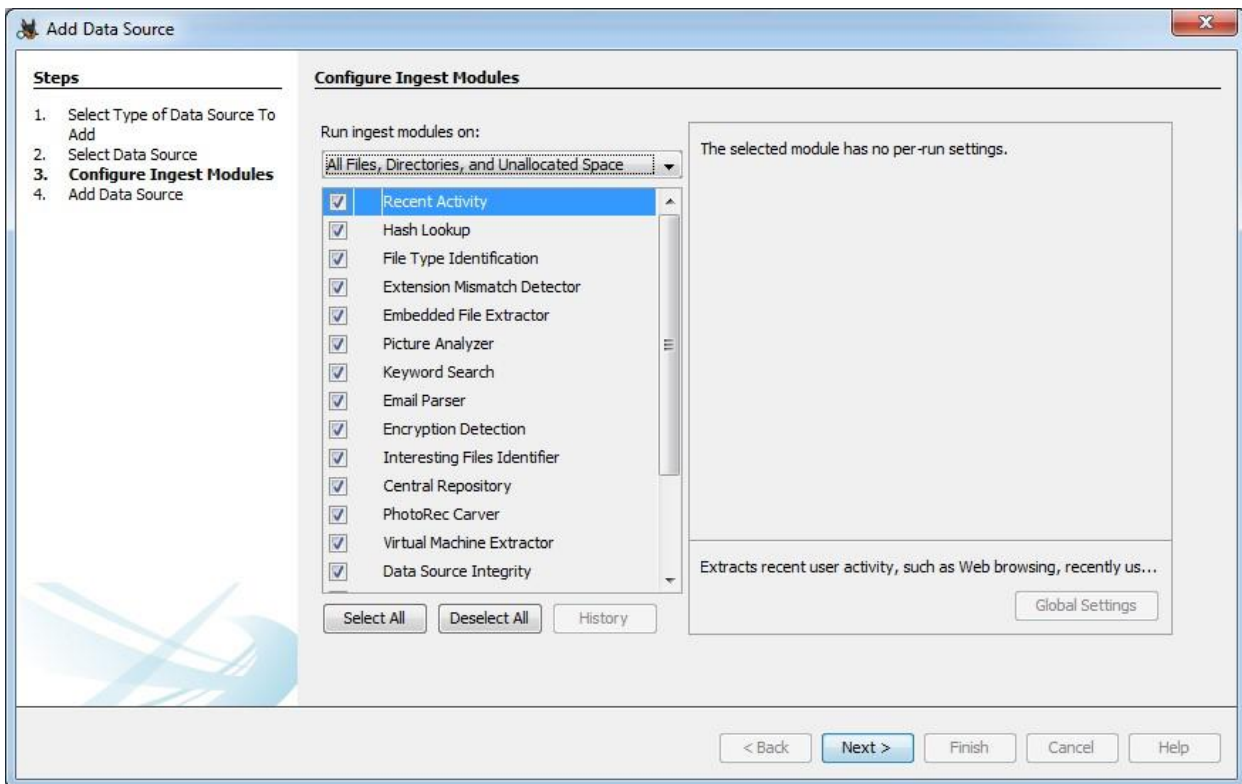 Add Data Source
Steps
1. Select Type of Data Source To
Add
2. Select Data Source
3. Configure Ingest Modules
4. Add Data Source
Configure Ingest Modules
Run ingest modules on:
All Files, Directories, and Unallocated Space
Recent Activity
Hash Lookup
File Type Identification
Extension Mismatch Detector
Embedded File Extractor
Picture Analyzer
Keyword Search
Email Parser
Encryption Detection
Interesting Files Identifier
Central Repository
PhotoRec Carver
Virtual Machine Extractor
Data Source Integrity
Select All Deselect All History
The selected module has no per-run settings.
Extracts recent user activity, such as Web browsing, recently us...
Global Settings
< Back Next > Finish Cancel Help